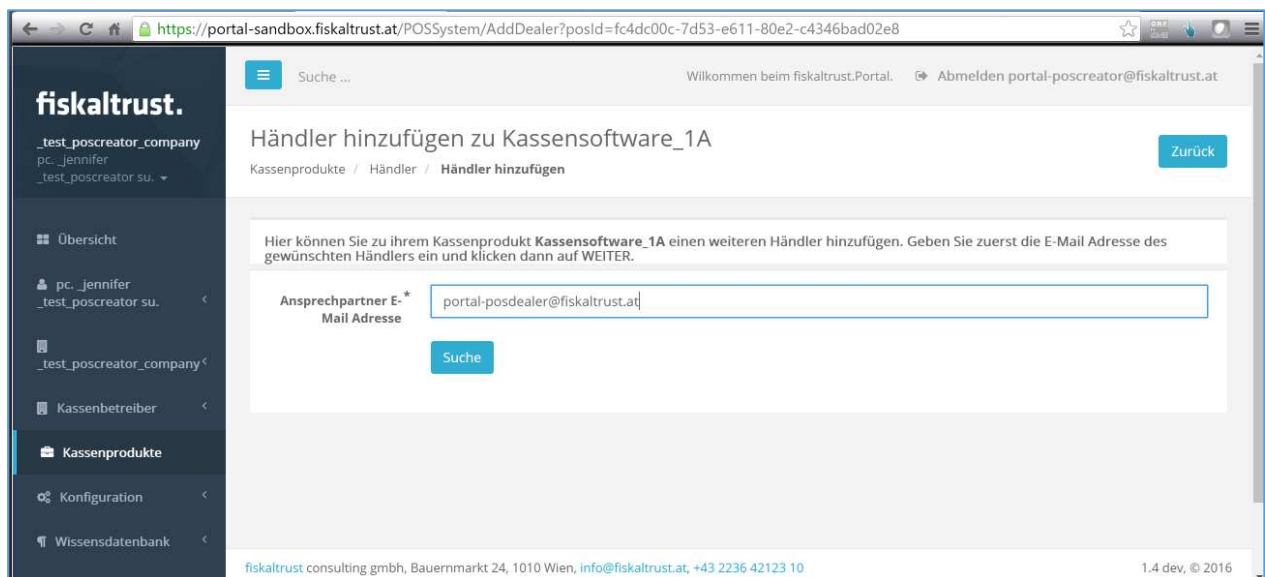 https://portal-sandbox.fiskaltrust.at/POSSystem/AddDealer?posId=fc4dc00c-7d53-e611-80e2-c4346bad02e8
fiskaltrust.
_test_poscreator_company
pc. _jennifer
_test_poscreator su.
Übersicht
pc. _jennifer
_test_poscreator su.
_test_poscreator_company
Kassenbetreiber
Kassenprodukte
Konfiguration
Wissensdatenbank
Suche ...
Wilkommen beim fiskaltrust.Portal.
Abmelden portal-poscreator@fiskaltrust.at
Händler hinzufügen zu Kassensoftware_1A
Zurück
Kassenprodukte / Händler / Händler hinzufügen
Hier können Sie zu ihrem Kassenprodukt Kassensoftware_1A einen weiteren Händler hinzufügen. Geben Sie zuerst die E-Mail Adresse des
gewünschten Händlers ein und klicken dann auf WEITER.
Ansprechpartner E-*
Mail Adresse
portal-posdealer@fiskaltrust.at
Suche
fiskaltrust consulting gmbh, Bauernmarkt 24, 1010 Wien, info@fiskaltrust.at, +43 2236 42123 10
1.4 dev, © 2016